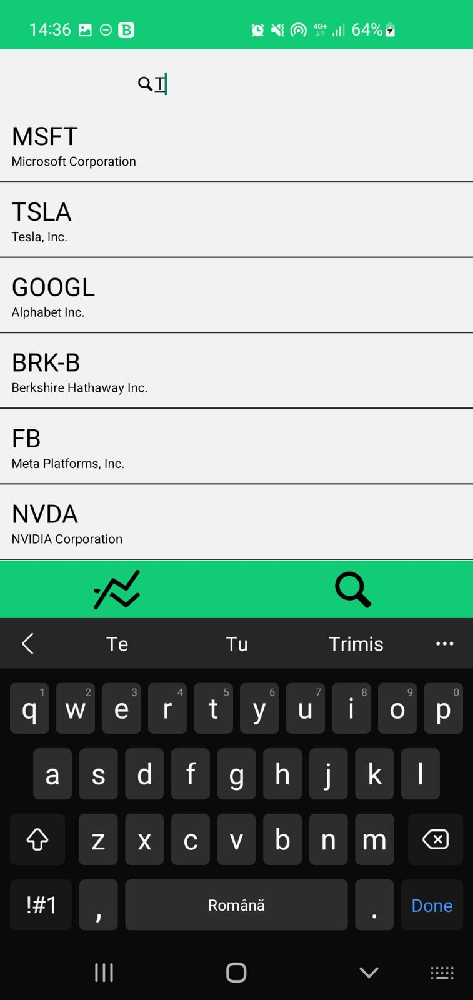 14:36 B 4G+ 64%
T
MSFT
Microsoft Corporation
TSLA
Tesla, Inc.
GOOGL
Alphabet Inc.
BRK-B
Berkshire Hathaway Inc.
FB
Meta Platforms, Inc.
NVDA
NVIDIA Corporation
Te Tu Trimis ...
1 2 3 4 5 6 7 8 9 0
q w e r t y u i o p
a s d f g h j k l
z x c v b n m
!#1 , Română . Done